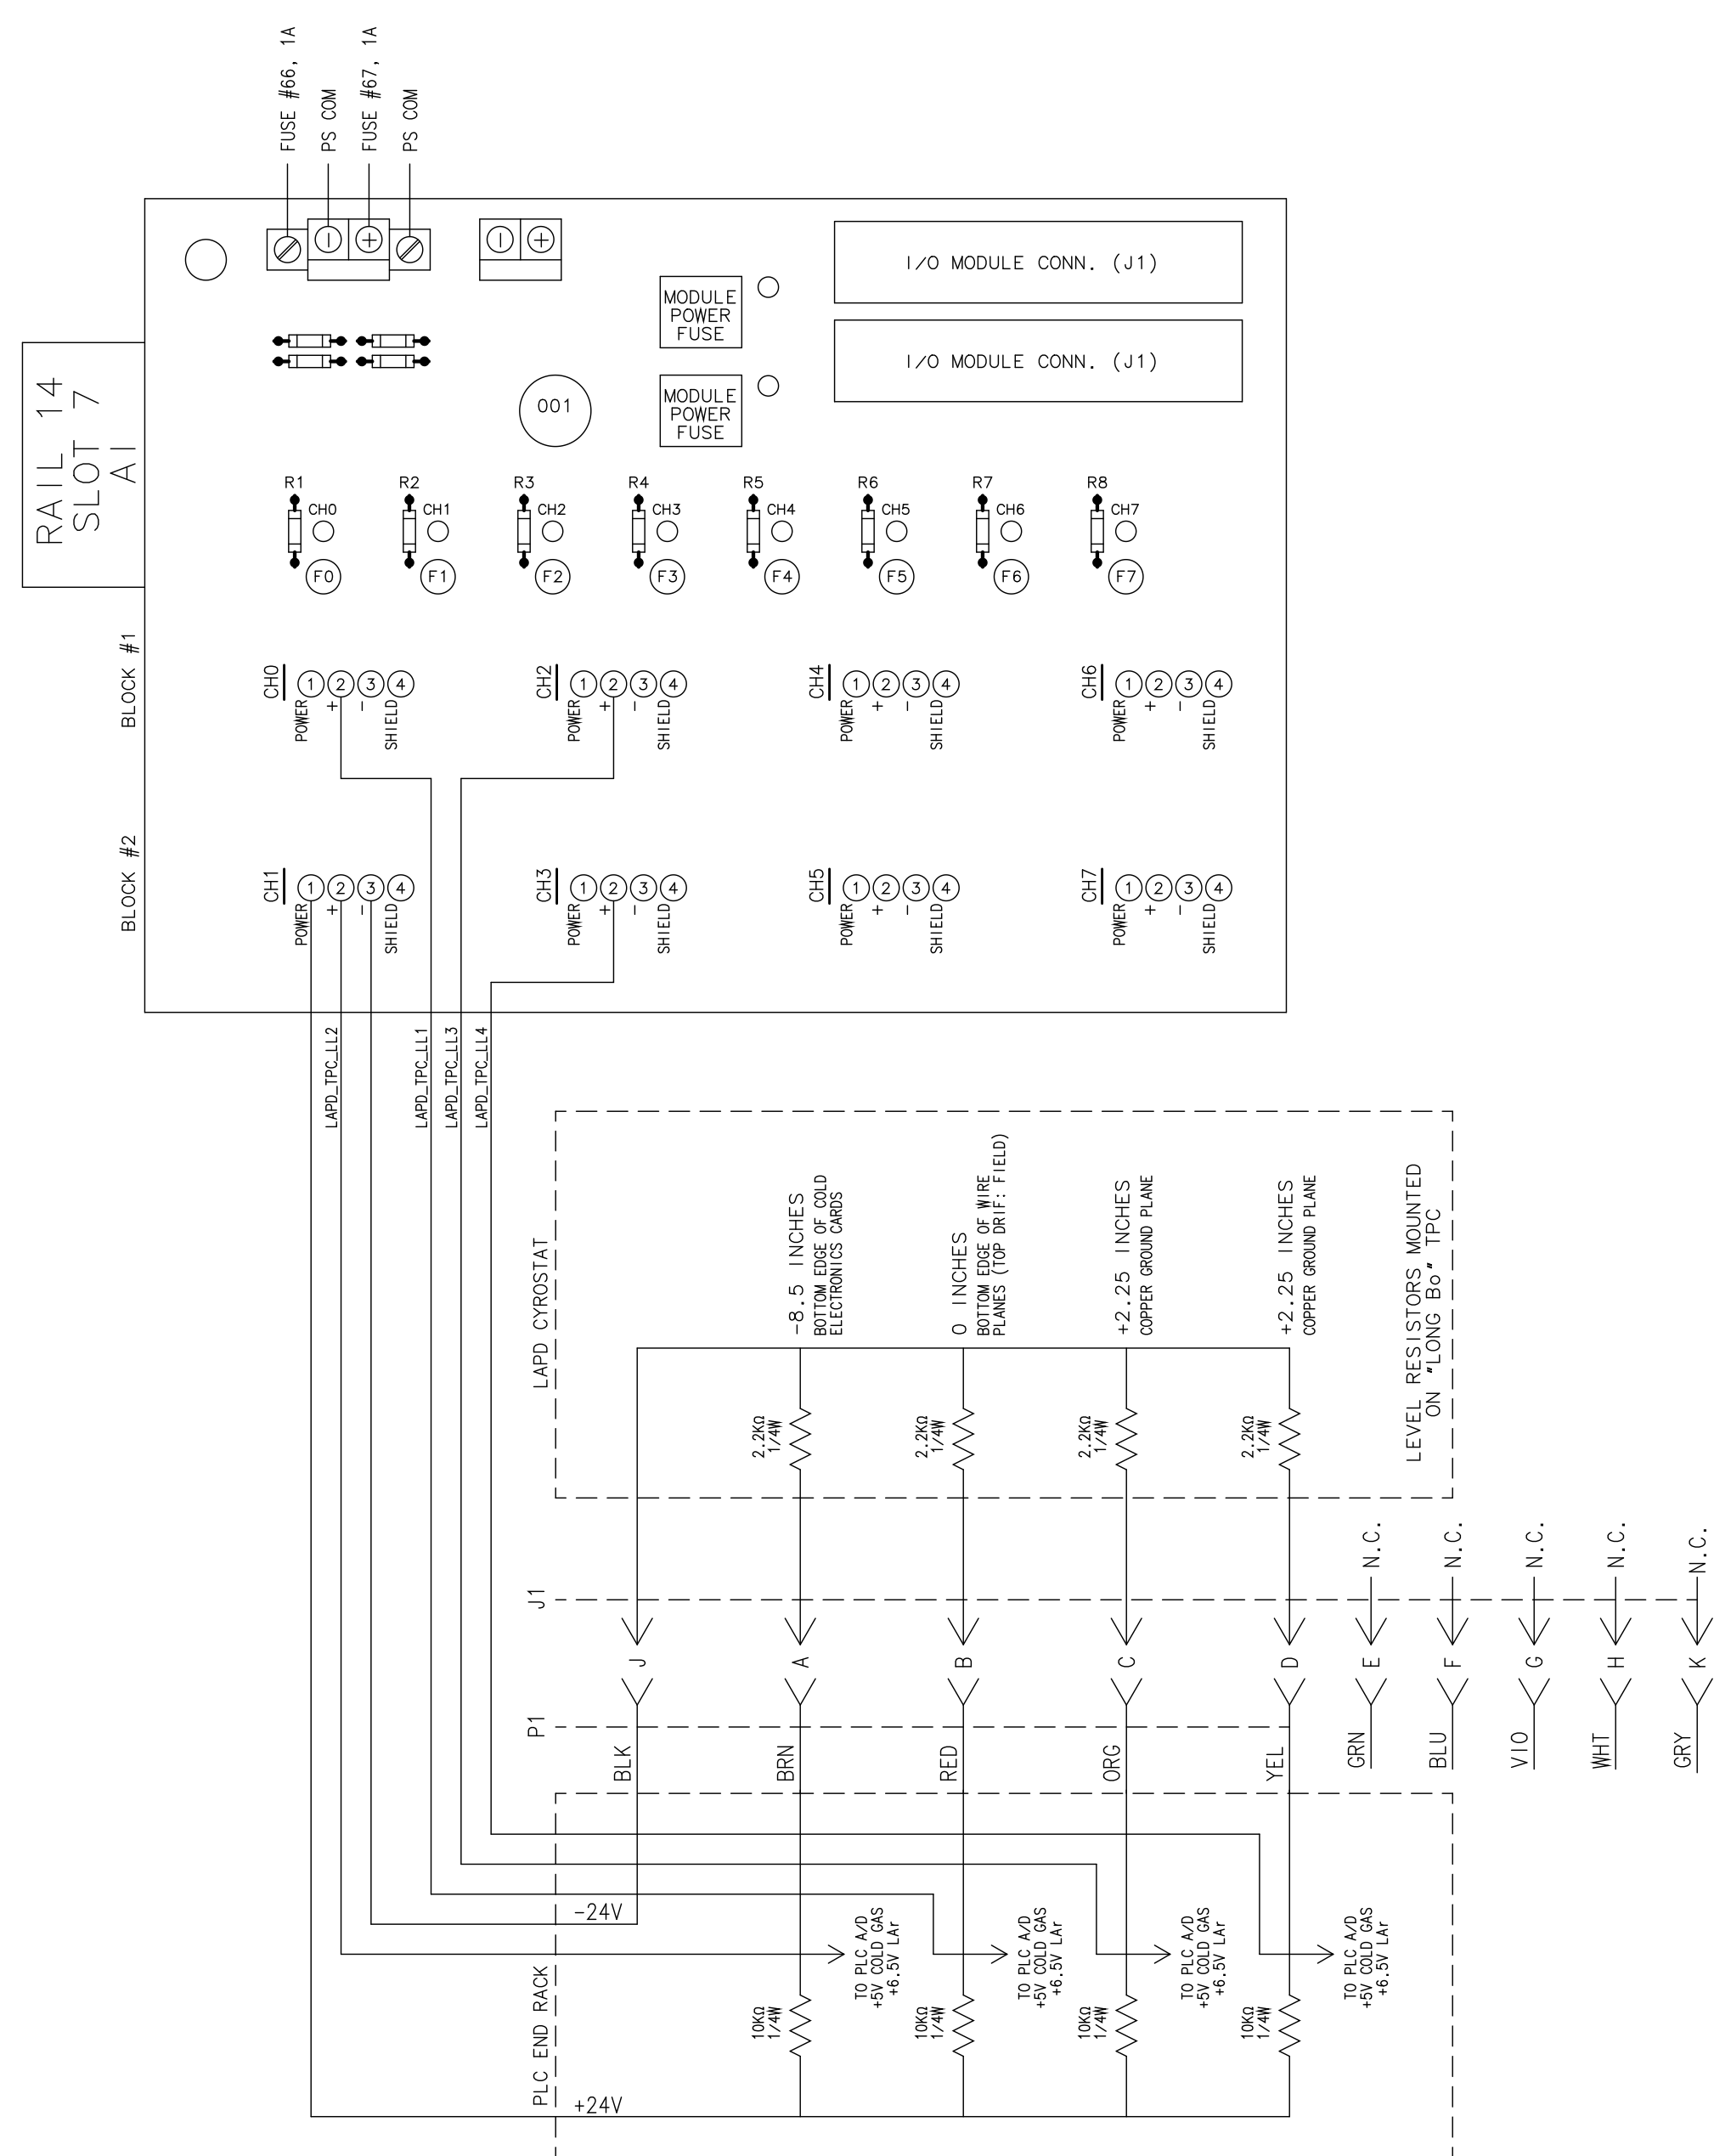 FUSE #66, 1A
PS COM
FUSE #67, 1A
PS COM
I/O MODULE CONN. (J1)
MODULE
POWER
FUSE
I/O MODULE CONN. (J1)
MODULE
POWER
FUSE
001
RAIL 14
SLOT 7
AI
R1
R2
R3
R4
R5
R6
R7
R8
CH0
CH1
CH2
CH3
CH4
CH5
CH6
CH7
F0
F1
F2
F3
F4
F5
F6
F7
BLOCK #1
CH0
1 2 3 4
POWER
+
-
SHIELD
CH2
1 2 3 4
POWER
+
-
SHIELD
CH4
1 2 3 4
POWER
+
-
SHIELD
CH6
1 2 3 4
POWER
+
-
SHIELD
BLOCK #2
CH1
1 2 3 4
POWER
+
-
SHIELD
CH3
1 2 3 4
POWER
+
-
SHIELD
CH5
1 2 3 4
POWER
+
-
SHIELD
CH7
1 2 3 4
POWER
+
-
SHIELD
LAPD_TPC_LL2
LAPD_TPC_LL1
LAPD_TPC_LL3
LAPD_TPC_LL4
LAPD CYROSTAT
-8.5 INCHES
BOTTOM EDGE OF COLD
ELECTRONICS CARDS
0 INCHES
BOTTOM EDGE OF WIRE
PLANES (TOP DRIF: FIELD)
+2.25 INCHES
COPPER GROUND PLANE
+2.25 INCHES
COPPER GROUND PLANE
LEVEL RESISTORS MOUNTED
ON "LONG Bo" TPC
2.2KΩ
1/4W
2.2KΩ
1/4W
2.2KΩ
1/4W
2.2KΩ
1/4W
N.C.
N.C.
N.C.
N.C.
N.C.
J1
J
A
B
C
D
E
F
G
H
K
P1
BLK
BRN
RED
ORG
YEL
GRN
BLU
VIO
WHT
GRY
-24V
TO PLC A/D
+5V COLD GAS
+6.5V LAr
TO PLC A/D
+5V COLD GAS
+6.5V LAr
TO PLC A/D
+5V COLD GAS
+6.5V LAr
TO PLC A/D
+5V COLD GAS
+6.5V LAr
PLC END RACK
10KΩ
1/4W
10KΩ
1/4W
10KΩ
1/4W
10KΩ
1/4W
+24V